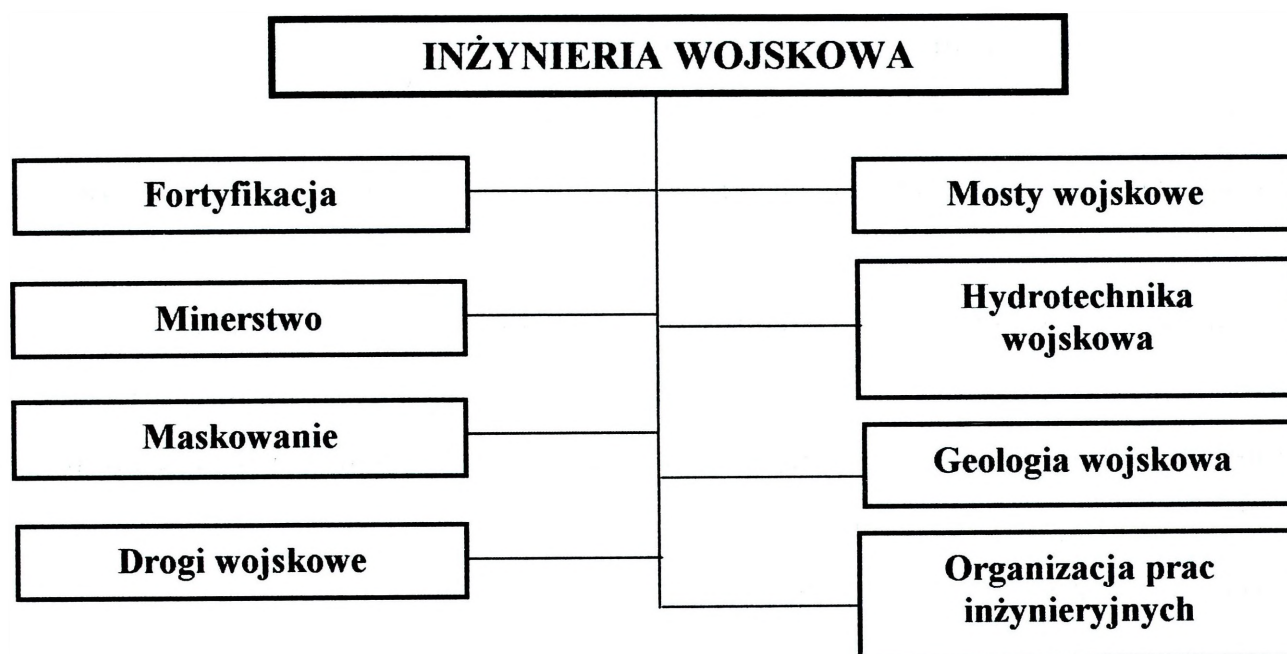 INŻYNIERIA WOJSKOWA
Fortyfikacja
Minerstwo
Maskowanie
Drogi wojskowe
Mosty wojskowe
Hydrotechnika
wojskowa
Geologia wojskowa
Organizacja prac
inżynieryjnych